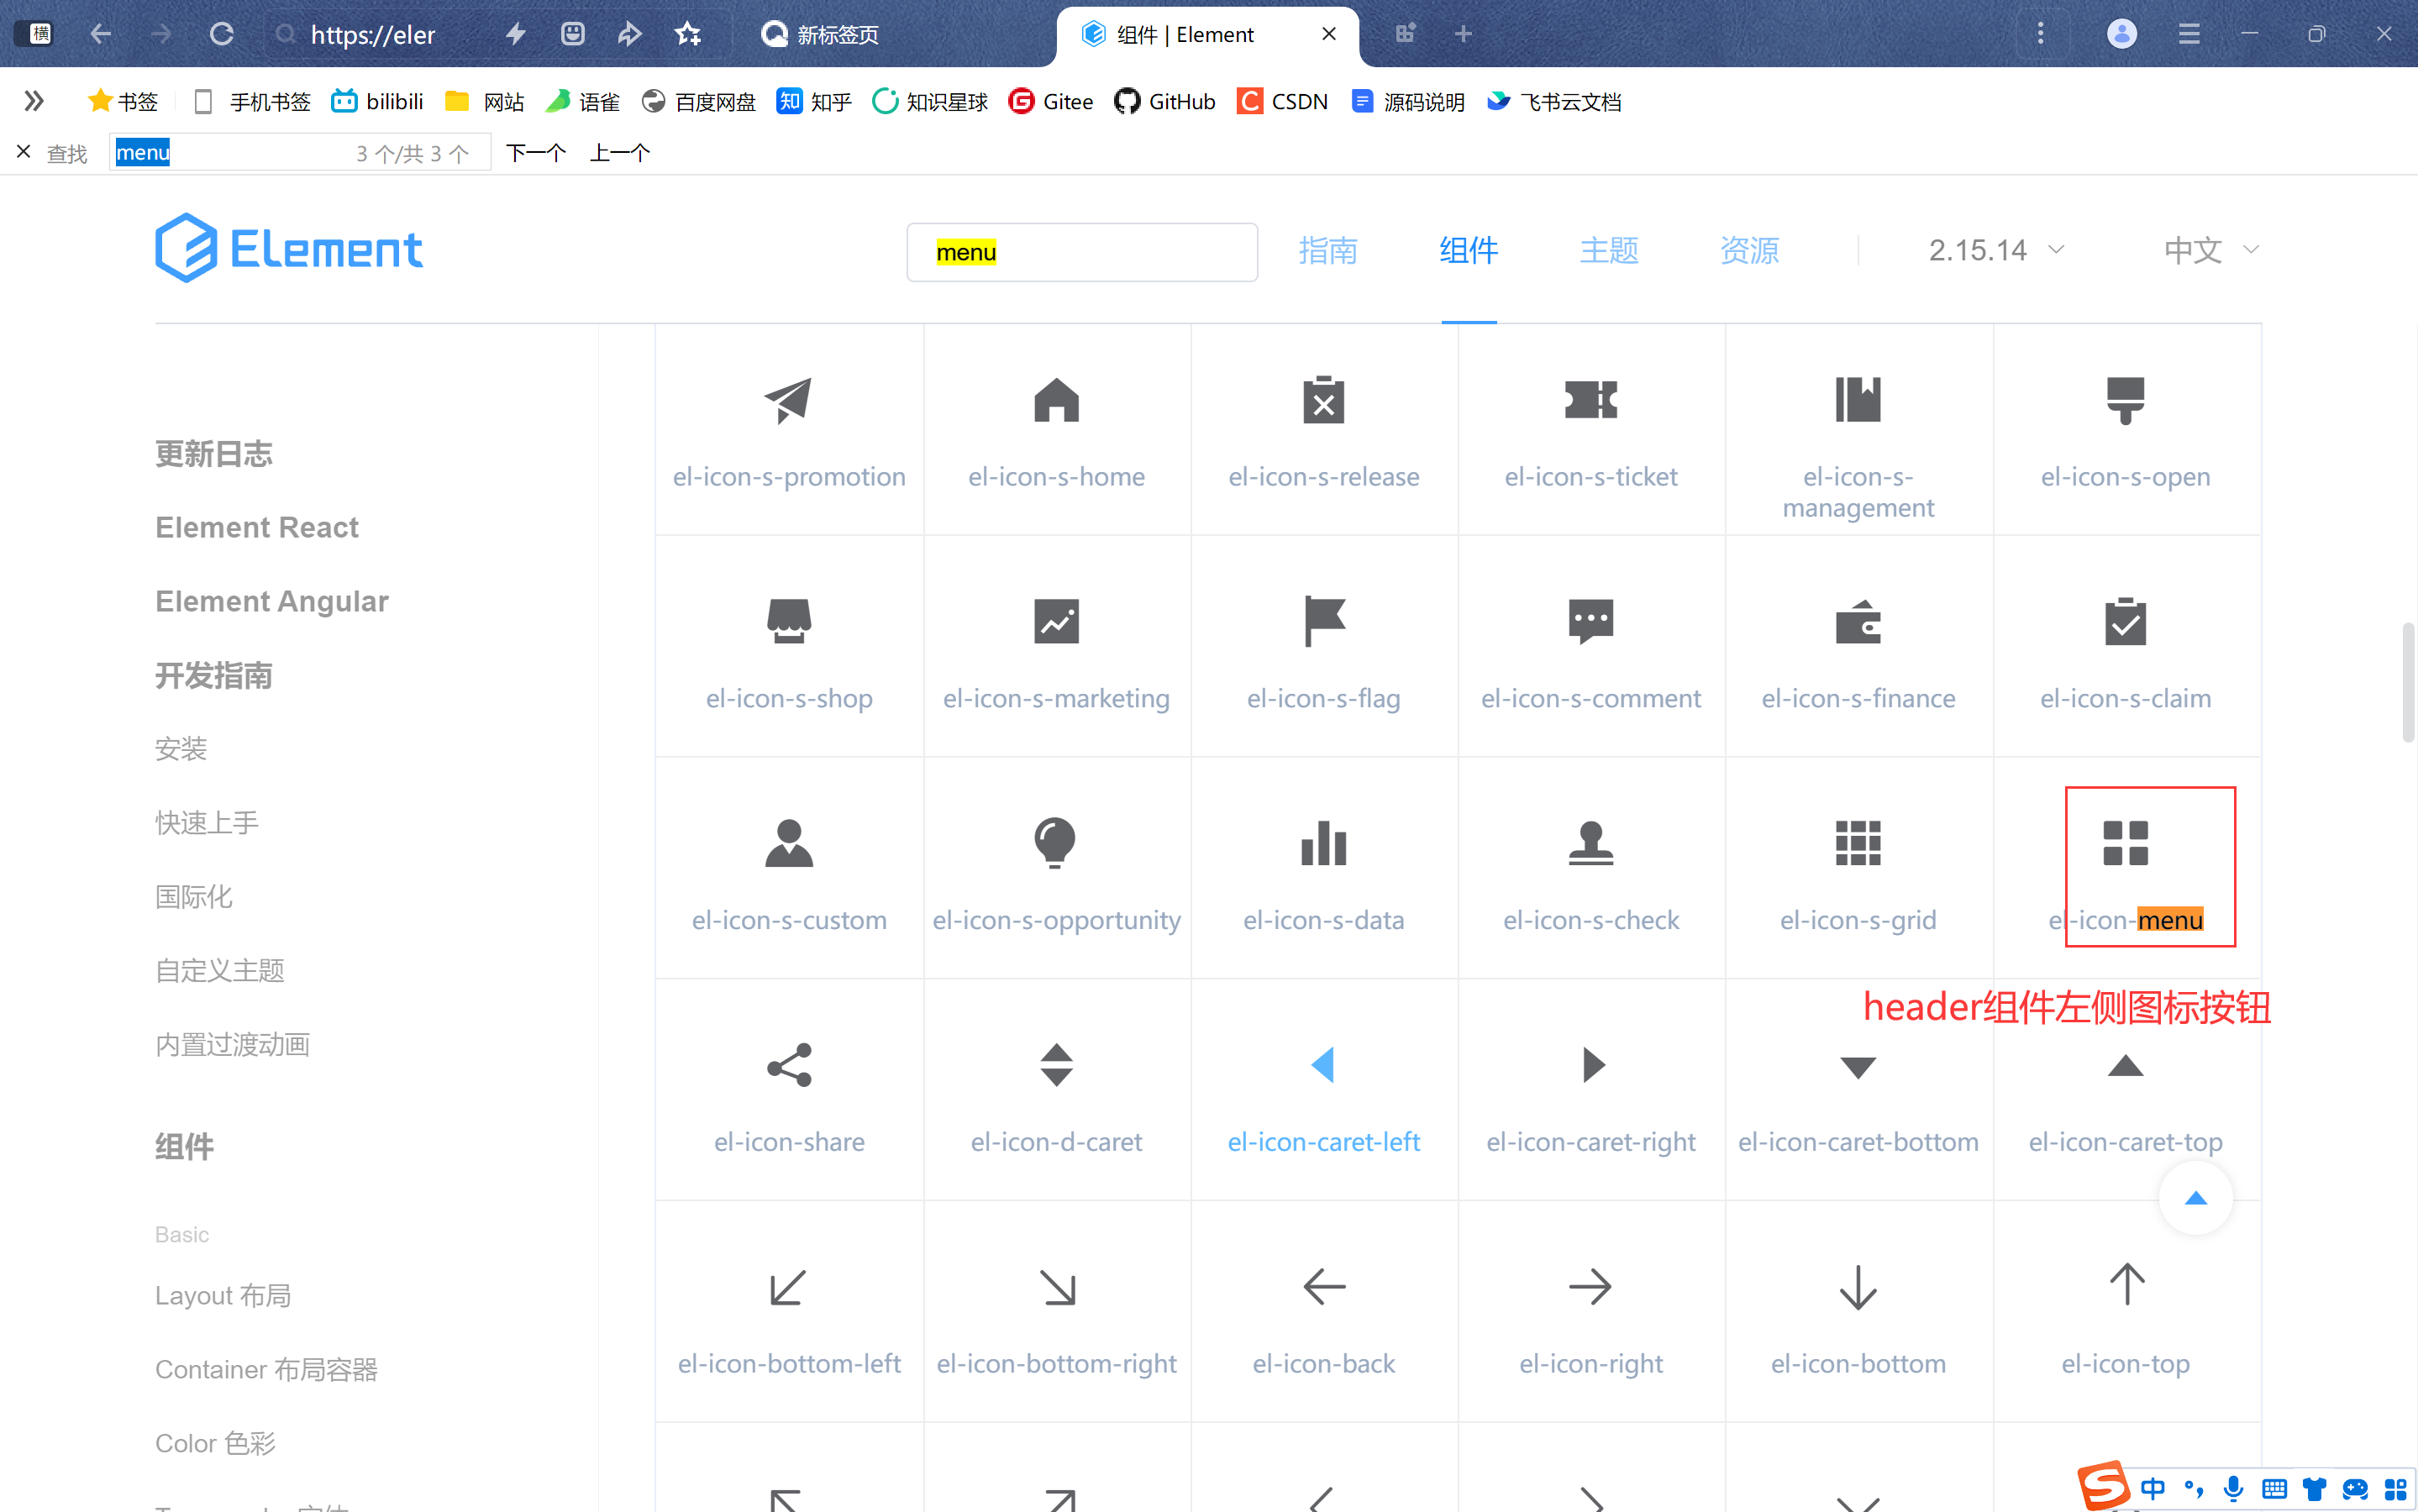 横
https://eler
新标签页
组件 | Element
书签
手机书签
bilibili
网站
语雀
百度网盘
知 知乎
知识星球
Gitee
GitHub
CSDN
源码说明
飞书云文档
查找
menu
3 个/共 3 个
下一个
上一个
Element
menu
指南
组件
主题
资源
2.15.14
中文
更新日志
Element React
Element Angular
开发指南
安装
快速上手
国际化
自定义主题
内置过渡动画
组件
Basic
Layout 布局
Container 布局容器
Color 色彩
el-icon-s-promotion
el-icon-s-home
el-icon-s-release
el-icon-s-ticket
el-icon-s-
management
el-icon-s-open
el-icon-s-shop
el-icon-s-marketing
el-icon-s-flag
el-icon-s-comment
el-icon-s-finance
el-icon-s-claim
el-icon-s-custom
el-icon-s-opportunity
el-icon-s-data
el-icon-s-check
el-icon-s-grid
el-icon-menu
header组件左侧图标按钮
el-icon-share
el-icon-d-caret
el-icon-caret-left
el-icon-caret-right
el-icon-caret-bottom
el-icon-caret-top
el-icon-bottom-left
el-icon-bottom-right
el-icon-back
el-icon-right
el-icon-bottom
el-icon-top
中